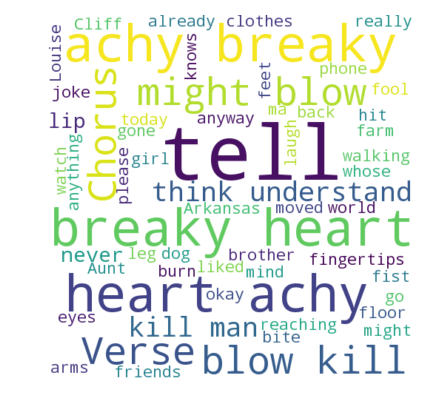 Cliff already clothes really
Louise
achy breaky
knows
phone
joke
Chorus
might blow
feet
fool
ma back
lip
today
anyway
hit
gone
tell
laugh
farm
watch
anything
please
girl
walking
think understand
whose
Arkansas
moved world
breaky heart
never
leg dog
brother
fingertips
Aunt
burn liked mind
fist
heart achy
okay
go
eyes
kill man
reaching
floor
might
Verse
bite
blow kill
arms
friends